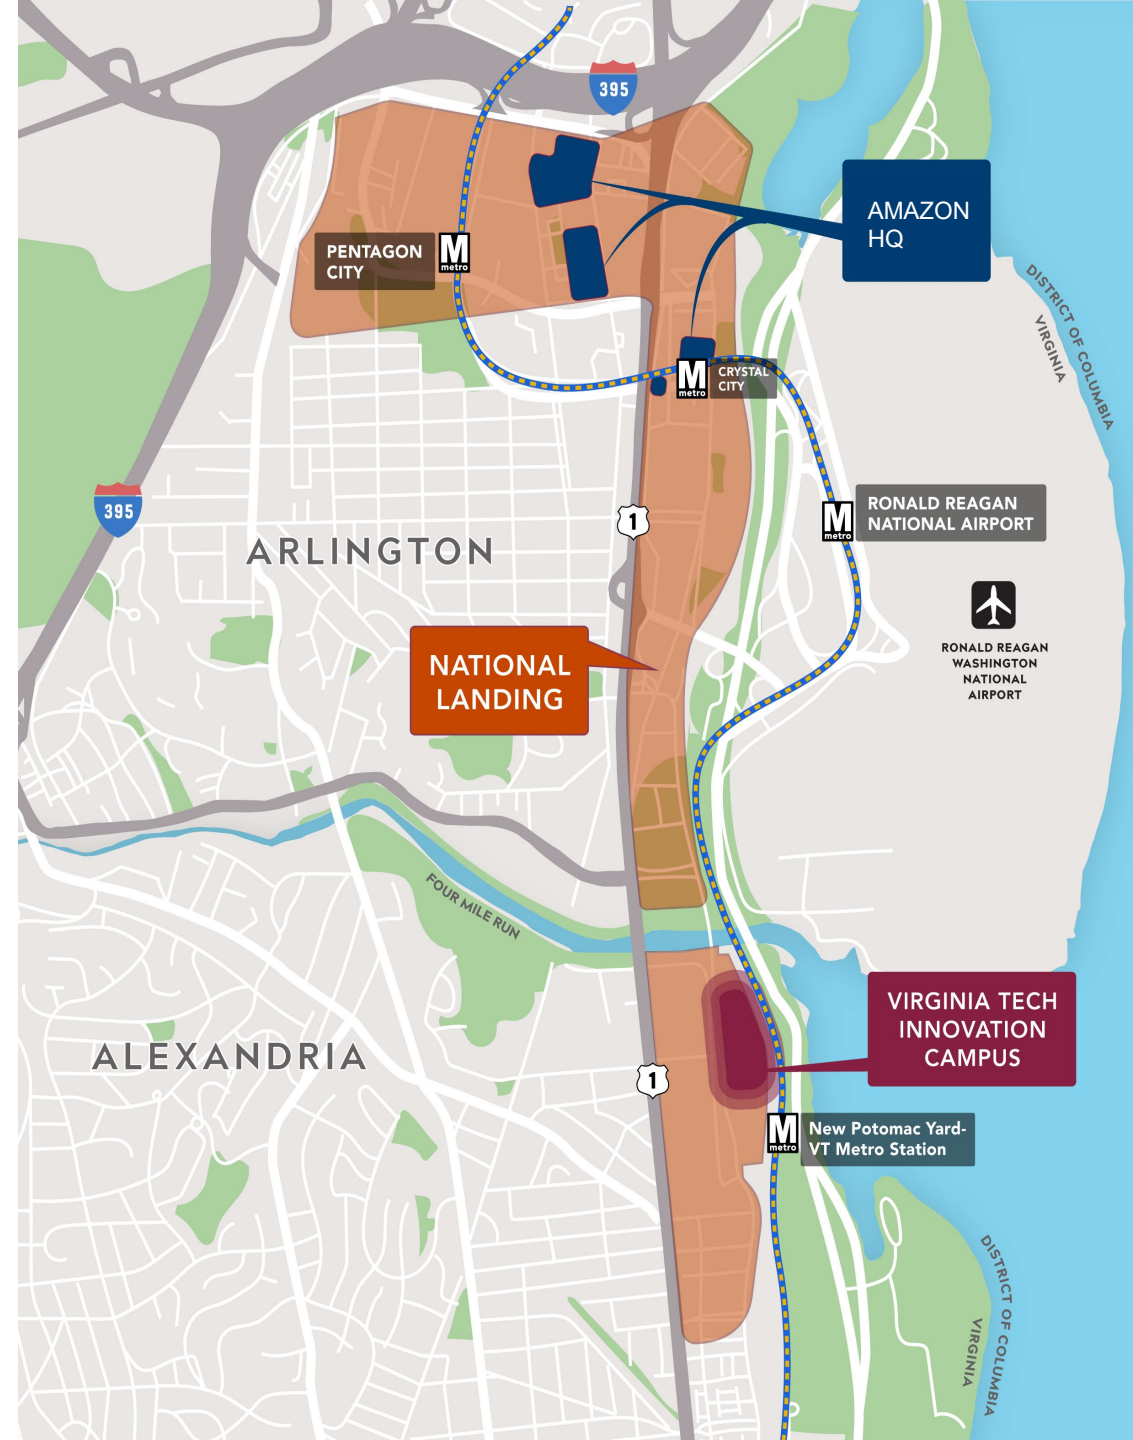 395
AMAZON
HQ
PENTAGON
CITY
M
metro
DISTRICT OF COLUMBIA
VIRGINIA
M
metro
CRYSTAL
CITY
395
1
M
metro
RONALD REAGAN
NATIONAL AIRPORT
ARLINGTON
RONALD REAGAN
WASHINGTON
NATIONAL
AIRPORT
NATIONAL
LANDING
FOUR MILE RUN
VIRGINIA TECH
INNOVATION
CAMPUS
ALEXANDRIA
1
M
metro
New Potomac Yard-
VT Metro Station
DISTRICT OF COLUMBIA
VIRGINIA